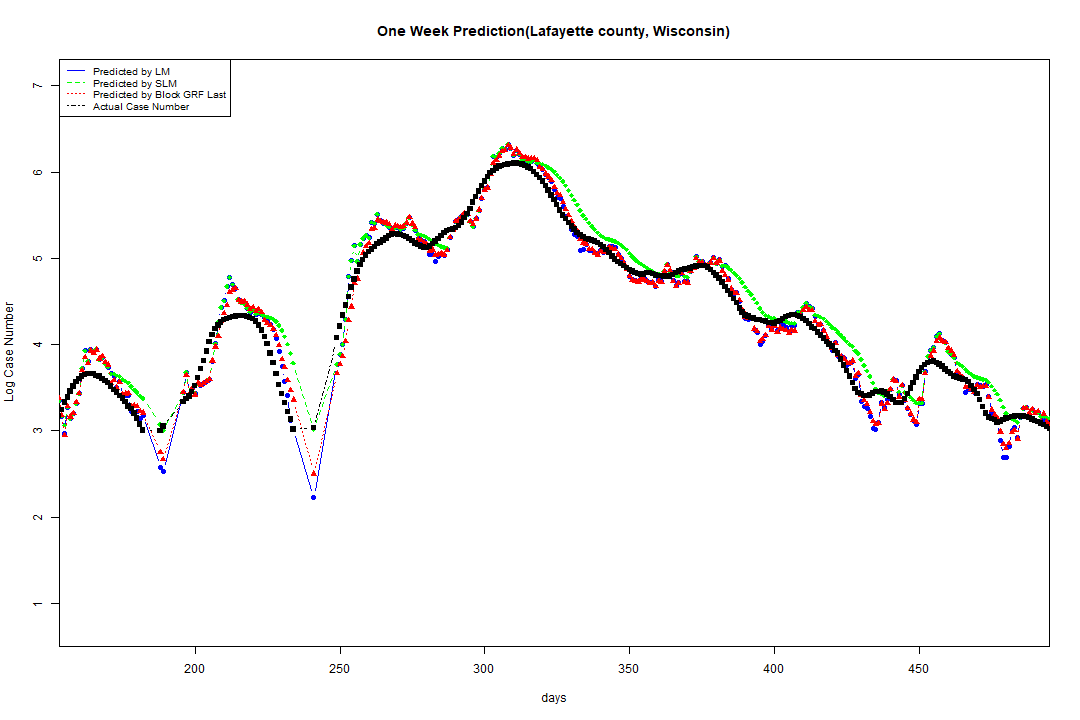 One Week Prediction(Lafayette county, Wisconsin)
Predicted by LM
Predicted by SLM
Predicted by Block GRF Last
Actual Case Number
7
6
5
4
3
2
1
Log Case Number
200 250 300 350 400 450
days